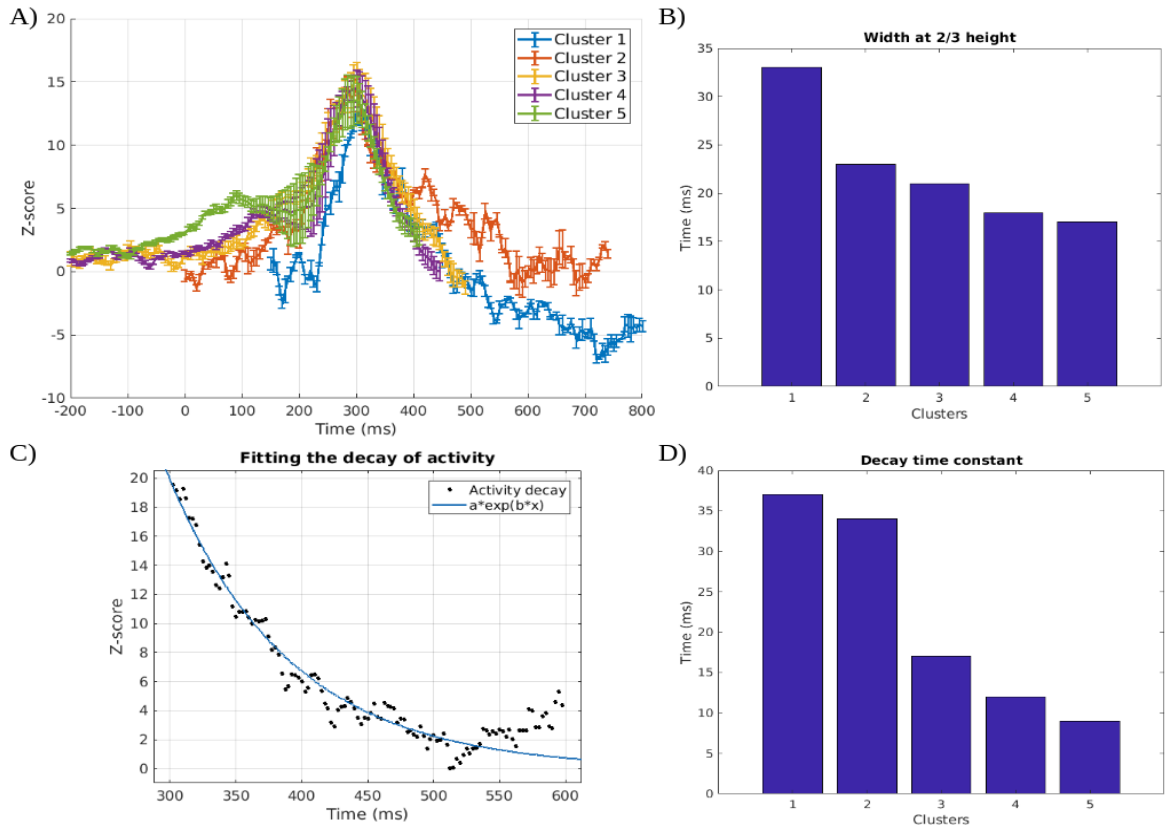 A)
20
15
10
5
0
-5
-10
Z-score
-200 -100 0 100 200 300 400 500 600 700 800
Time (ms)
Cluster 1
Cluster 2
Cluster 3
Cluster 4
Cluster 5
B)
Width at 2/3 height
35
30
25
20
15
10
5
0
Time (ms)
1 2 3 4 5
Clusters
C)
Fitting the decay of activity
20
18
16
14
12
10
8
6
4
2
0
Z-score
300 350 400 450 500 550 600
Time (ms)
Activity decay
a*exp(b*x)
D)
Decay time constant
40
35
30
25
20
15
10
5
0
Time (ms)
1 2 3 4 5
Clusters